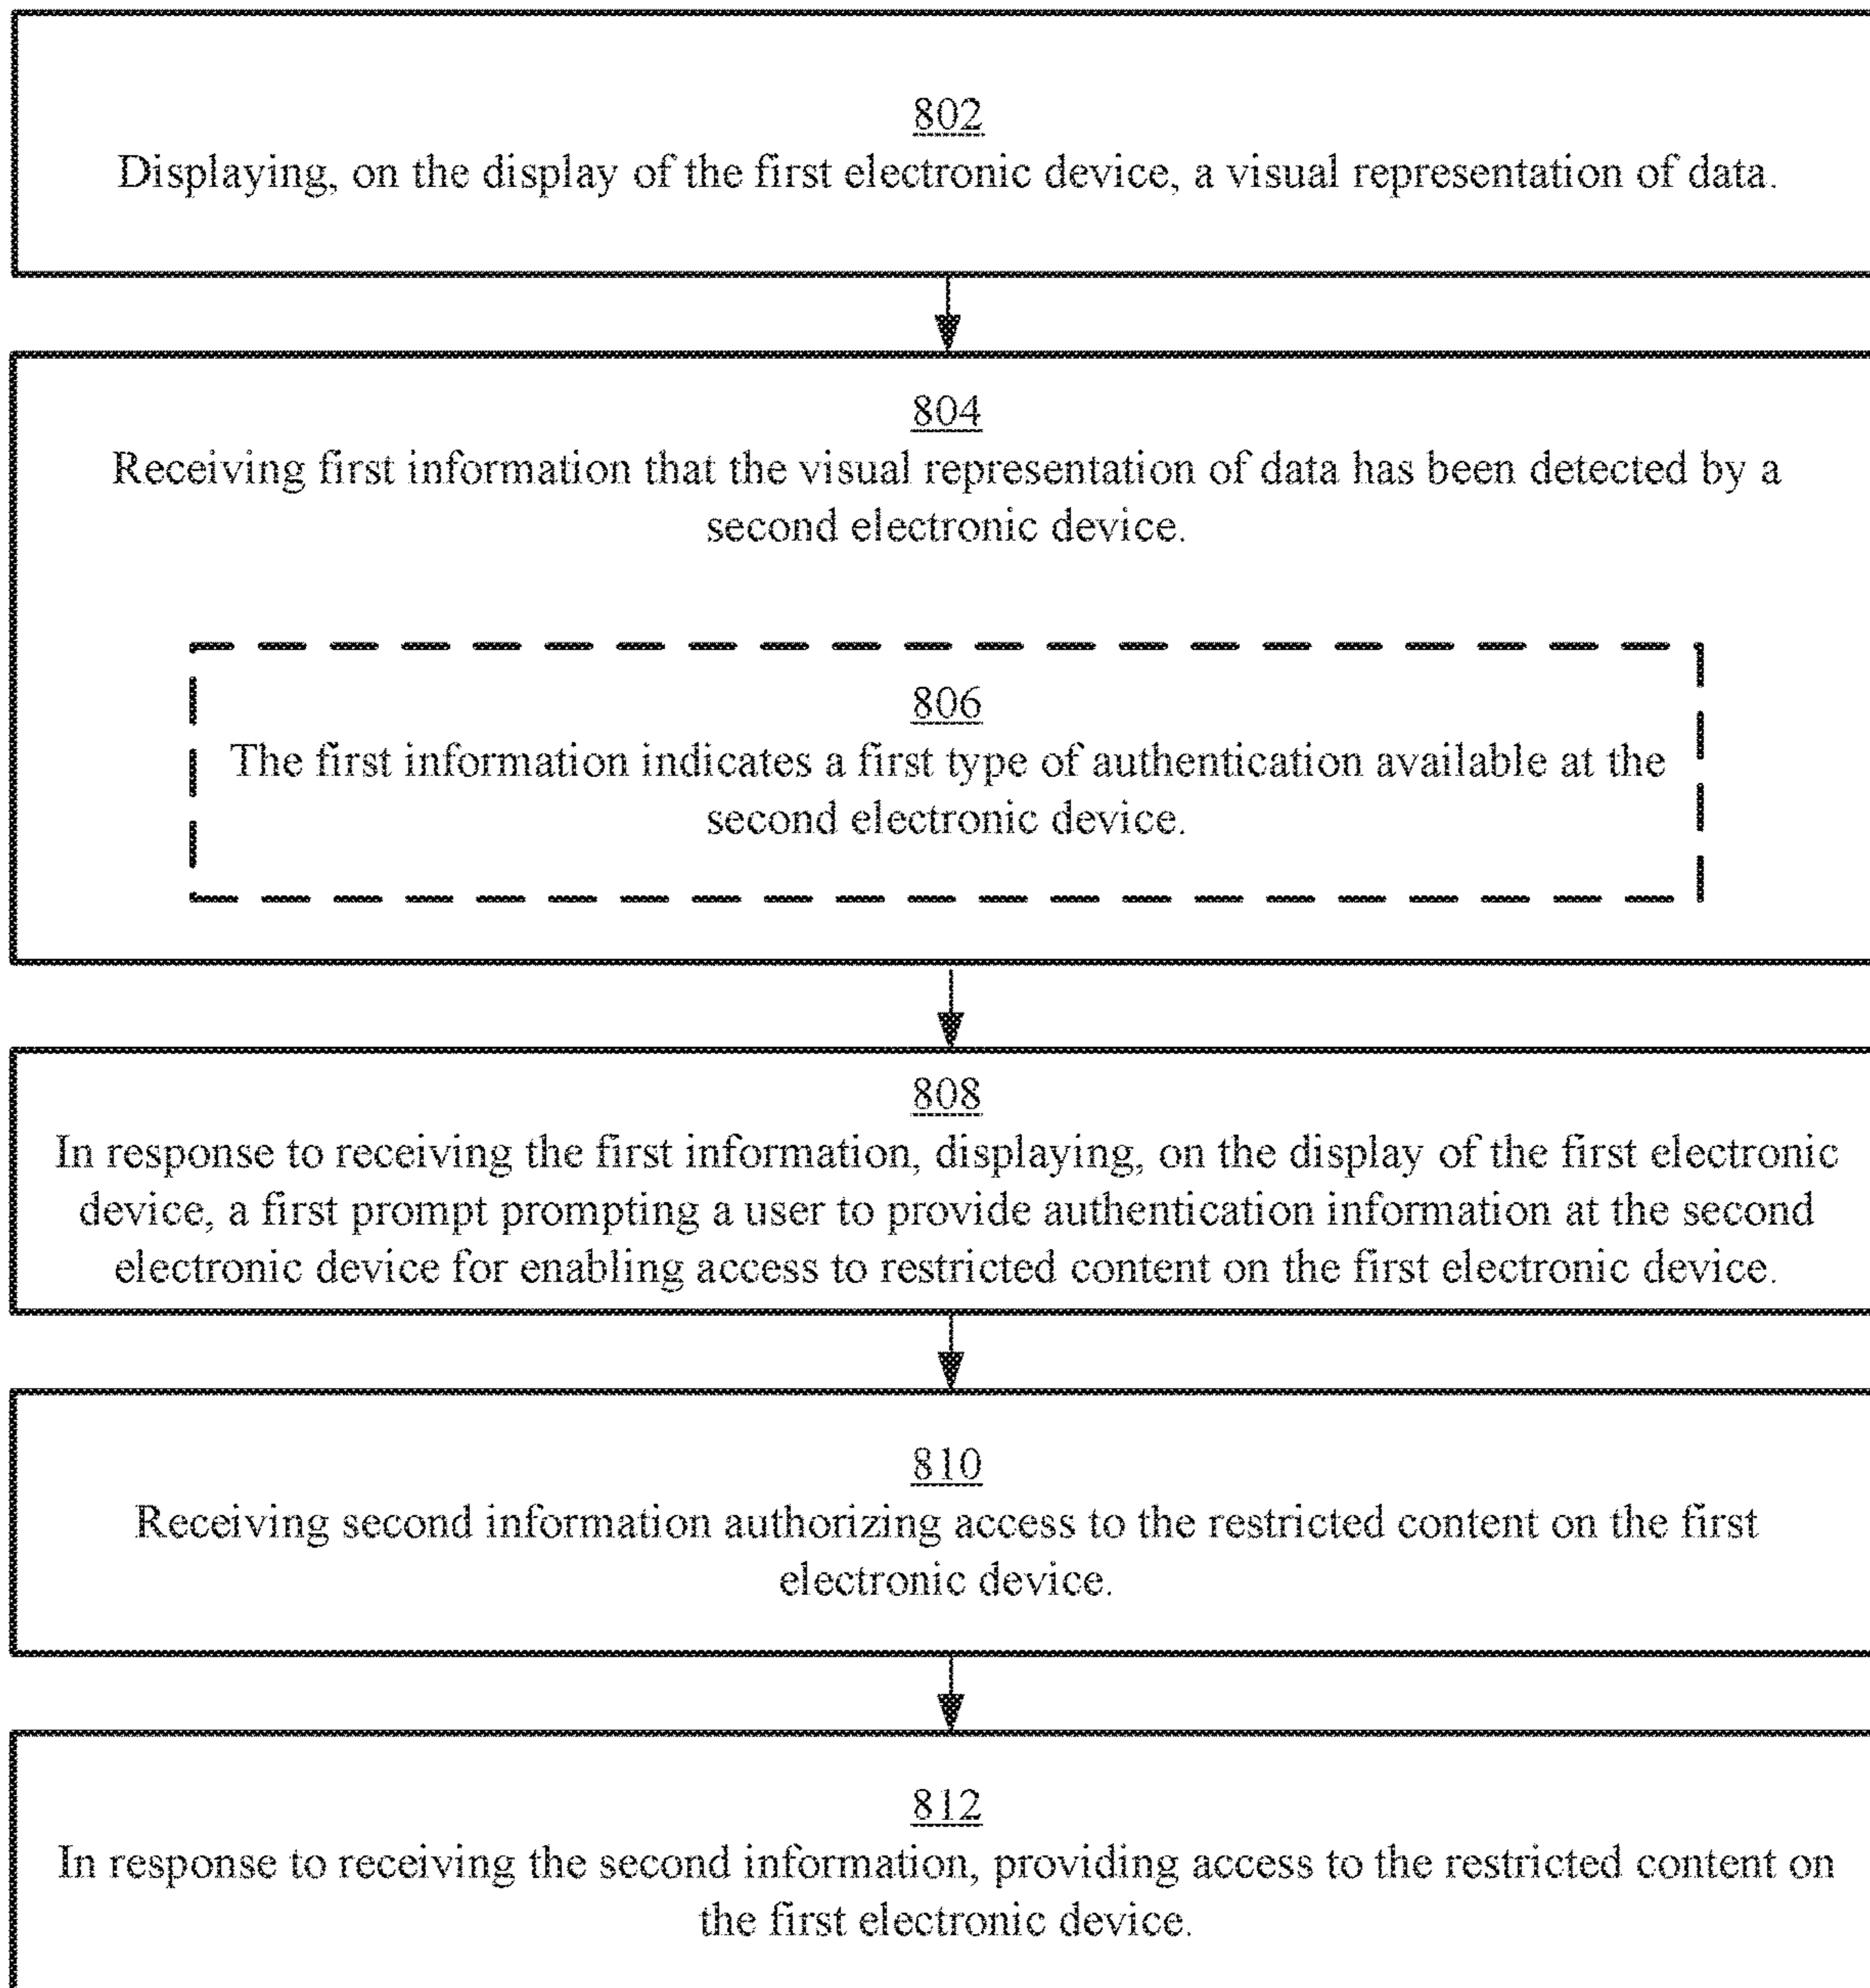 802
Displaying, on the display of the first electronic device, a visual representation of data.
804
Receiving first information that the visual representation of data has been detected by a
second electronic device.
806
The first information indicates a first type of authentication available at the
second electronic device.
808
In response to receiving the first information, displaying, on the display of the first electronic
device, a first prompt prompting a user to provide authentication information at the second
electronic device for enabling access to restricted content on the first electronic device.
810
Receiving second information authorizing access to the restricted content on the first
electronic device.
812
In response to receiving the second information, providing access to the restricted content on
the first electronic device.